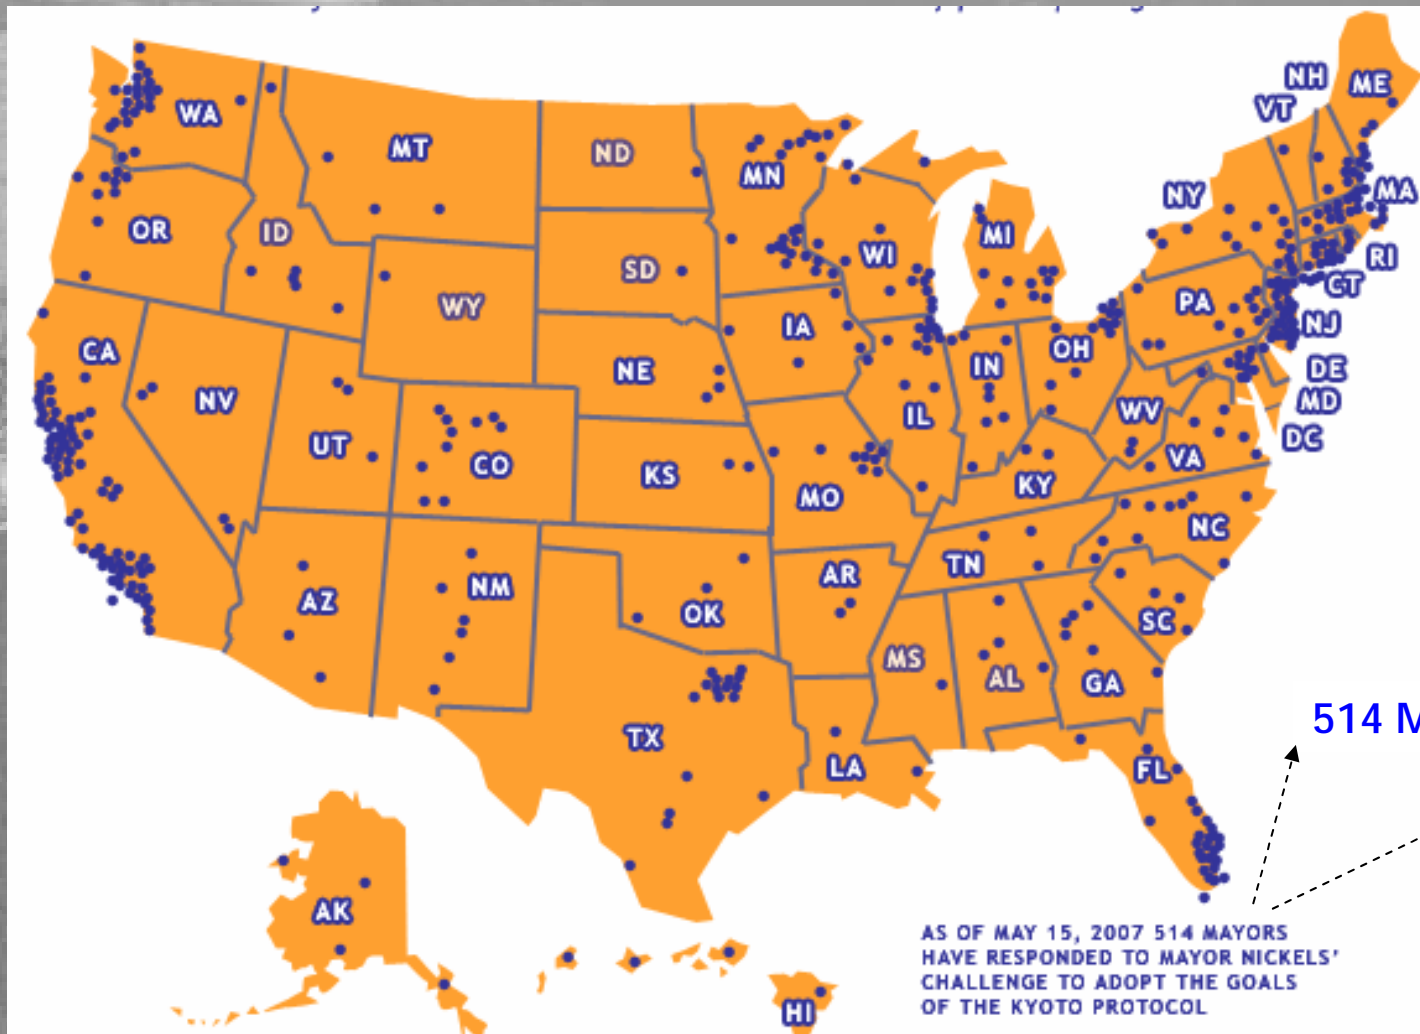 NH
ME
VT
WA
MT
ND
MN
NY
MA
OR
ID
WI
MI
RI
SD
CT
WY
PA
NJ
IA
CA
OH
IN
DE
NE
NV
MD
WV
IL
DC
UT
CO
KS
VA
KY
MO
NC
TN
AR
NM
AZ
OK
SC
MS
AL
GA
TX
514 M
LA
FL
AK
HI
AS OF MAY 15, 2007 514 MAYORS
HAVE RESPONDED TO MAYOR NICKELS'
CHALLENGE TO ADOPT THE GOALS
OF THE KYOTO PROTOCOL